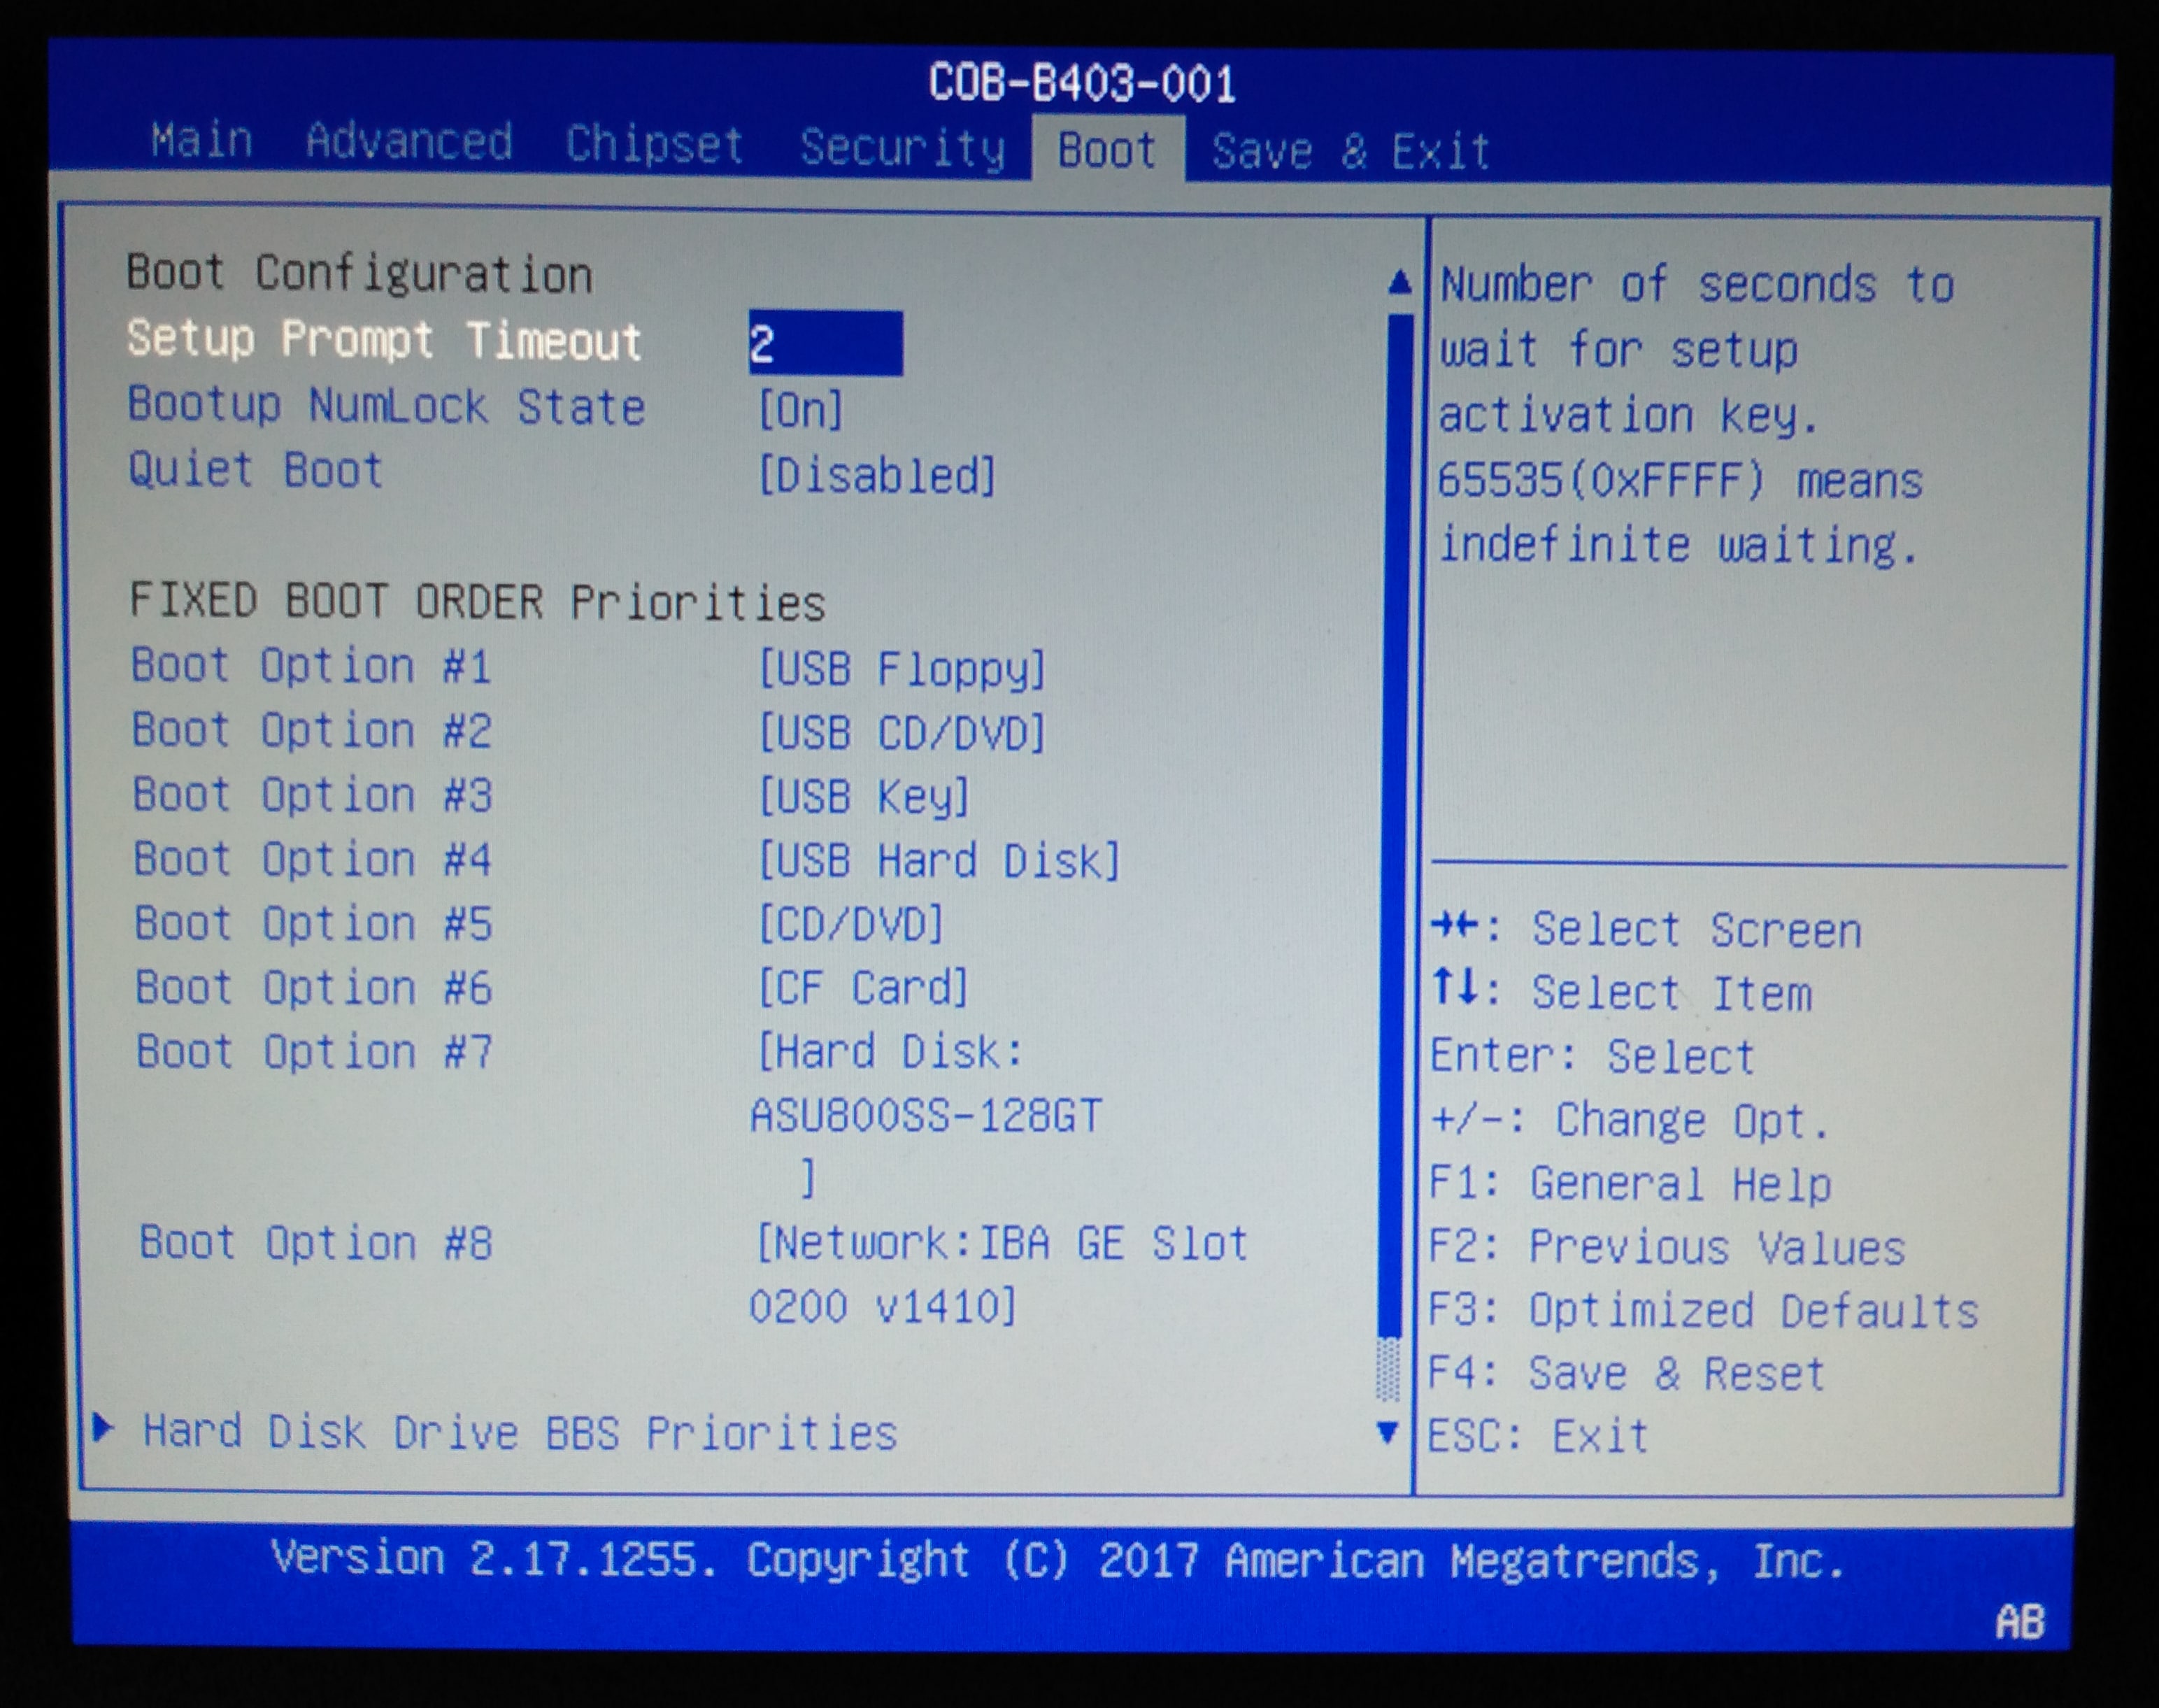 COB-B403-001
Main Advanced Chipset Security Boot Save & Exit
Boot Configuration
Setup Prompt Timeout 2
Bootup NumLock State [On]
Quiet Boot [Disabled]
FIXED BOOT ORDER Priorities
Boot Option #1 [USB Floppy]
Boot Option #2 [USB CD/DVD]
Boot Option #3 [USB Key]
Boot Option #4 [USB Hard Disk]
Boot Option #5 [CD/DVD]
Boot Option #6 [CF Card]
Boot Option #7 [Hard Disk:
ASU800SS-128GT
]
Boot Option #8 [Network:IBA GE Slot
0200 v1410]
Hard Disk Drive BBS Priorities
Number of seconds to
wait for setup
activation key.
65535(0xFFFF) means
indefinite waiting.
→←: Select Screen
↑↓: Select Item
Enter: Select
+/-: Change Opt.
F1: General Help
F2: Previous Values
F3: Optimized Defaults
F4: Save & Reset
ESC: Exit
Version 2.17.1255. Copyright (C) 2017 American Megatrends, Inc.
AB